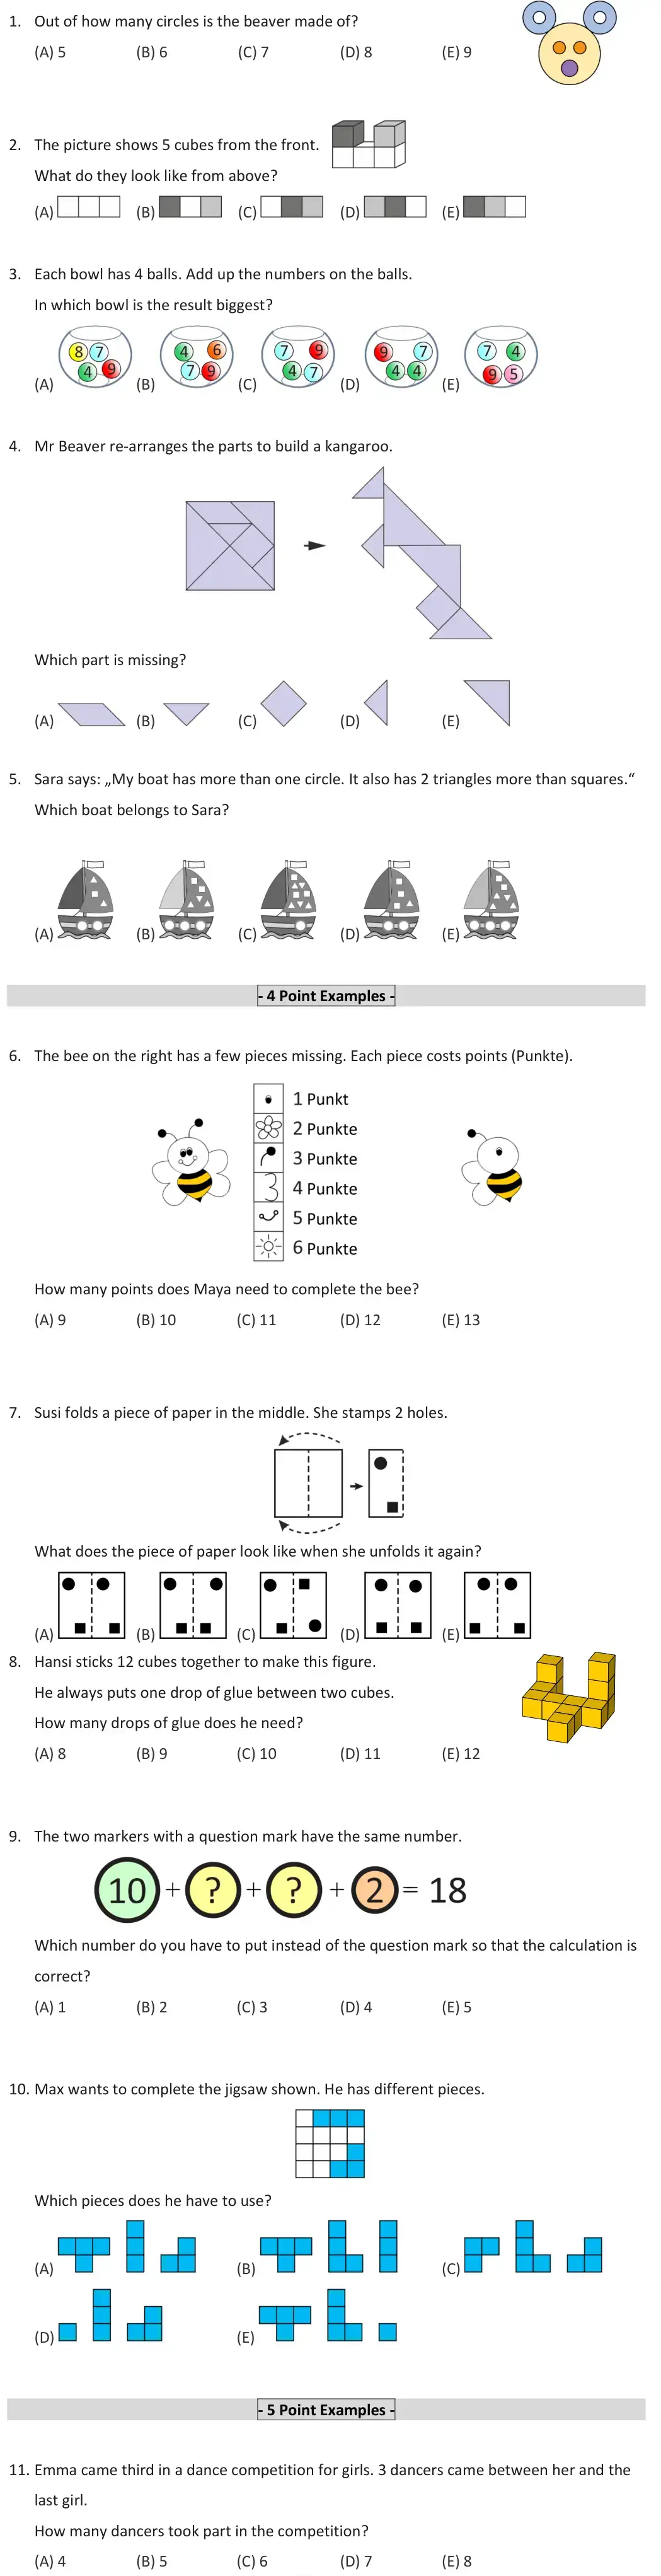 1. Out of how many circles is the beaver made of?
(A) 5 (B) 6 (C) 7 (D) 8 (E) 9
2. The picture shows 5 cubes from the front.
What do they look like from above?
(A) (B) (C) (D) (E)
3. Each bowl has 4 balls. Add up the numbers on the balls.
In which bowl is the result biggest?
8 7 4 6 7 9 9 7 7 4
4 9 7 9 4 7 4 4 9 5
(A) (B) (C) (D) (E)
4. Mr Beaver re-arranges the parts to build a kangaroo.
Which part is missing?
(A) (B) (C) (D) (E)
5. Sara says: „My boat has more than one circle. It also has 2 triangles more than squares.“
Which boat belongs to Sara?
(A) (B) (C) (D) (E)
- 4 Point Examples -
6. The bee on the right has a few pieces missing. Each piece costs points (Punkte).
1 Punkt
2 Punkte
3 Punkte
4 Punkte
5 Punkte
6 Punkte
How many points does Maya need to complete the bee?
(A) 9 (B) 10 (C) 11 (D) 12 (E) 13
7. Susi folds a piece of paper in the middle. She stamps 2 holes.
What does the piece of paper look like when she unfolds it again?
(A) (B) (C) (D) (E)
8. Hansi sticks 12 cubes together to make this figure.
He always puts one drop of glue between two cubes.
How many drops of glue does he need?
(A) 8 (B) 9 (C) 10 (D) 11 (E) 12
9. The two markers with a question mark have the same number.
10 + ? + ? + 2 = 18
Which number do you have to put instead of the question mark so that the calculation is
correct?
(A) 1 (B) 2 (C) 3 (D) 4 (E) 5
10. Max wants to complete the jigsaw shown. He has different pieces.
Which pieces does he have to use?
(A) (B) (C)
(D) (E)
- 5 Point Examples -
11. Emma came third in a dance competition for girls. 3 dancers came between her and the
last girl.
How many dancers took part in the competition?
(A) 4 (B) 5 (C) 6 (D) 7 (E) 8